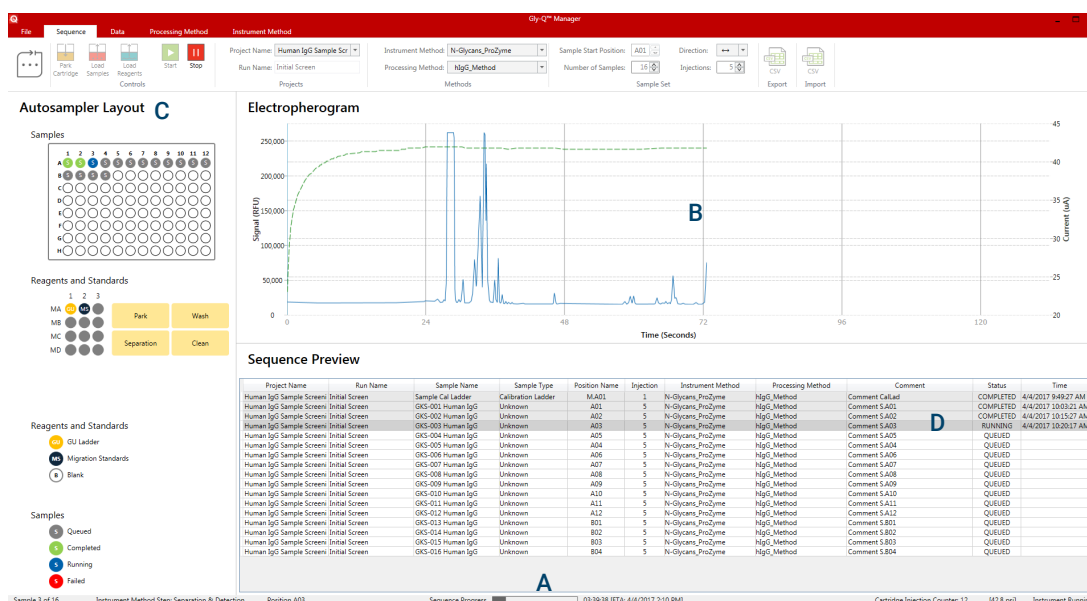 Gly-Q™ Manager
File Sequence Data Processing Method Instrument Method
Project Name: Human IgG Sample Scr Instrument Method: N-Glycans_ProZyme Sample Start Position: A01 Direction: ↔
Run Name: Initial Screen Processing Method: hIgG_Method Number of Samples: 16 Injections: 5
Park Cartridge Load Samples Load Reagents Start Stop CSV CSV
Controls Projects Methods Sample Set Export Import
Autosampler Layout C
Samples
1 2 3 4 5 6 7 8 9 10 11 12
A S S S S S S S S S S S S
B S S S S
C
D
E
F
G
H
Reagents and Standards
1 2 3
MA GU MS
MB
MC
MD
Park Wash
Separation Clean
Reagents and Standards
GU GU Ladder
MS Migration Standards
B Blank
Samples
S Queued
S Completed
S Running
S Failed
Electropherogram
Signal (RFU)
250,000
200,000
150,000
100,000
50,000
0
B
45
40
35
30
25
20
Current (uA)
0 24 48 72 96 120
Time (Seconds)
Sequence Preview
Project Name Run Name Sample Name Sample Type Position Name Injection Instrument Method Processing Method Comment Status Time
Human IgG Sample Screeni Initial Screen Sample Cal Ladder Calibration Ladder M.A01 1 N-Glycans_ProZyme hIgG_Method Comment CalLad COMPLETED 4/4/2017 9:49:27 AM
Human IgG Sample Screeni Initial Screen GKS-001 Human IgG Unknown A01 5 N-Glycans_ProZyme hIgG_Method Comment S.A01 COMPLETED 4/4/2017 10:03:21 AM
Human IgG Sample Screeni Initial Screen GKS-002 Human IgG Unknown A02 5 N-Glycans_ProZyme hIgG_Method Comment S.A02 COMPLETED 4/4/2017 10:15:27 AM
Human IgG Sample Screeni Initial Screen GKS-003 Human IgG Unknown A03 5 N-Glycans_ProZyme hIgG_Method Comment S.A03 RUNNING 4/4/2017 10:20:17 AM
D
Human IgG Sample Screeni Initial Screen GKS-005 Human IgG Unknown A05 5 N-Glycans_ProZyme hIgG_Method Comment S.A04 QUEUED
Human IgG Sample Screeni Initial Screen GKS-004 Human IgG Unknown A04 5 N-Glycans_ProZyme hIgG_Method Comment S.A05 QUEUED
Human IgG Sample Screeni Initial Screen GKS-006 Human IgG Unknown A06 5 N-Glycans_ProZyme hIgG_Method Comment S.A06 QUEUED
Human IgG Sample Screeni Initial Screen GKS-007 Human IgG Unknown A07 5 N-Glycans_ProZyme hIgG_Method Comment S.A07 QUEUED
Human IgG Sample Screeni Initial Screen GKS-008 Human IgG Unknown A08 5 N-Glycans_ProZyme hIgG_Method Comment S.A08 QUEUED
Human IgG Sample Screeni Initial Screen GKS-009 Human IgG Unknown A09 5 N-Glycans_ProZyme hIgG_Method Comment S.A09 QUEUED
Human IgG Sample Screeni Initial Screen GKS-010 Human IgG Unknown A10 5 N-Glycans_ProZyme hIgG_Method Comment S.A10 QUEUED
Human IgG Sample Screeni Initial Screen GKS-011 Human IgG Unknown A11 5 N-Glycans_ProZyme hIgG_Method Comment S.A11 QUEUED
Human IgG Sample Screeni Initial Screen GKS-012 Human IgG Unknown A12 5 N-Glycans_ProZyme hIgG_Method Comment S.A12 QUEUED
Human IgG Sample Screeni Initial Screen GKS-013 Human IgG Unknown B01 5 N-Glycans_ProZyme hIgG_Method Comment S.B01 QUEUED
Human IgG Sample Screeni Initial Screen GKS-014 Human IgG Unknown B02 5 N-Glycans_ProZyme hIgG_Method Comment S.B02 QUEUED
Human IgG Sample Screeni Initial Screen GKS-015 Human IgG Unknown B03 5 N-Glycans_ProZyme hIgG_Method Comment S.B03 QUEUED
Human IgG Sample Screeni Initial Screen GKS-016 Human IgG Unknown B04 5 N-Glycans_ProZyme hIgG_Method Comment S.B04 QUEUED
A
Sample 3 of 16 Instrument Method Step: Separation & Detection Position A03 Sequence Progress 03:39:38 [ETA: 4/4/2017 2:10 PM] Cartridge Injection Counter: 12 [42.8 psi] Instrument Runni